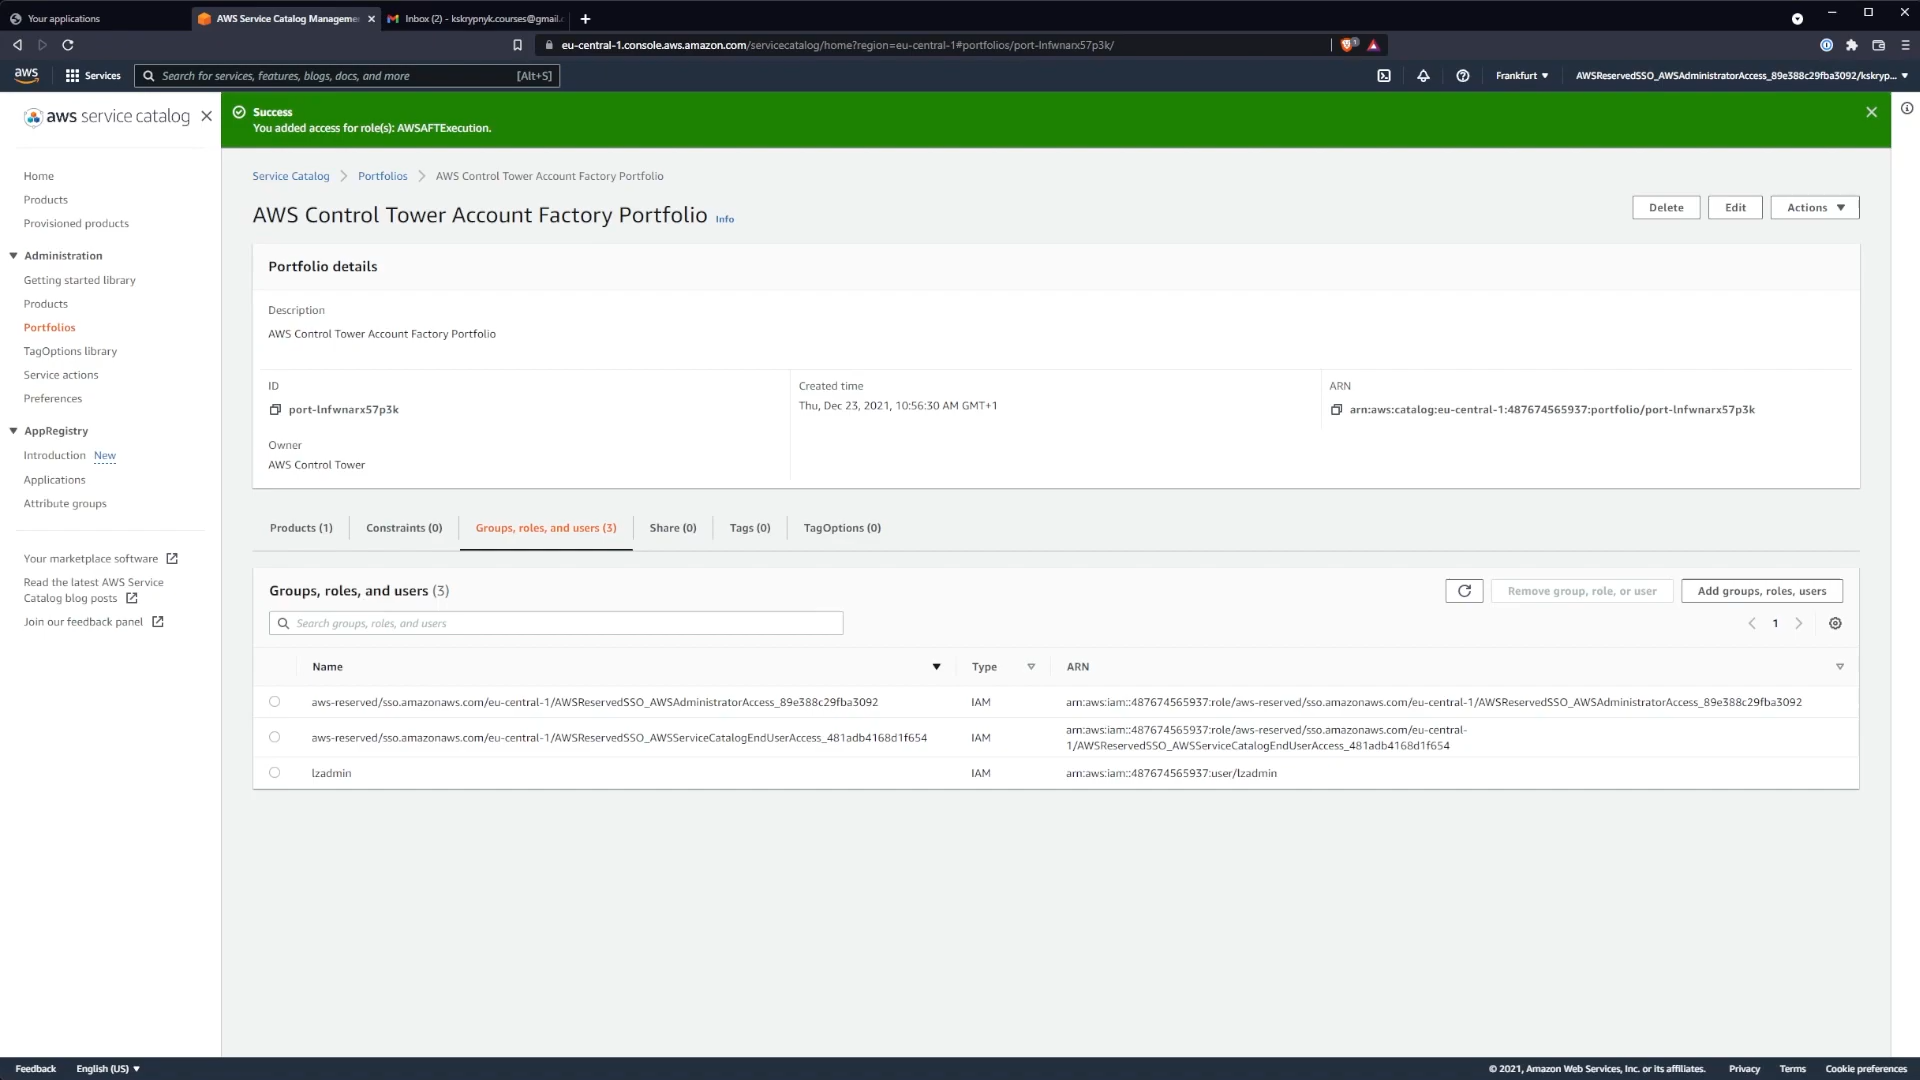 Your applications
AWS Service Catalog Manageme
Inbox (2) - kskrypnyk.courses@gmail.
eu-central-1.console.aws.amazon.com/servicecatalog/home?region=eu-central-1#portfolios/port-lnfwnarx57p3k/
aws
Services
Search for services, features, blogs, docs, and more
[Alt+S]
Frankfurt
AWSReservedSSO_AWSAdministratorAccess_89e388c29fba3092/kskryp...
aws service catalog
Home
Products
Provisioned products
Administration
Getting started library
Products
Portfolios
TagOptions library
Service actions
Preferences
AppRegistry
Introduction New
Applications
Attribute groups
Your marketplace software
Read the latest AWS Service
Catalog blog posts
Join our feedback panel
Success
You added access for role(s): AWSAFTExecution.
Service Catalog
Portfolios
AWS Control Tower Account Factory Portfolio
AWS Control Tower Account Factory Portfolio Info
Delete
Edit
Actions
Portfolio details
Description
AWS Control Tower Account Factory Portfolio
ID
port-lnfwnarx57p3k
Owner
AWS Control Tower
Created time
Thu, Dec 23, 2021, 10:56:30 AM GMT+1
ARN
arn:aws:catalog:eu-central-1:487674565937:portfolio/port-lnfwnarx57p3k
Products (1)
Constraints (0)
Groups, roles, and users (3)
Share (0)
Tags (0)
TagOptions (0)
Groups, roles, and users (3)
Remove group, role, or user
Add groups, roles, users
Search groups, roles, and users
1
Name
Type
ARN
aws-reserved/sso.amazonaws.com/eu-central-1/AWSReservedSSO_AWSAdministratorAccess_89e388c29fba3092
IAM
arn:aws:iam::487674565937:role/aws-reserved/sso.amazonaws.com/eu-central-1/AWSReservedSSO_AWSAdministratorAccess_89e388c29fba3092
aws-reserved/sso.amazonaws.com/eu-central-1/AWSReservedSSO_AWSServiceCatalogEndUserAccess_481adb4168d1f654
IAM
arn:aws:iam::487674565937:role/aws-reserved/sso.amazonaws.com/eu-central-
1/AWSReservedSSO_AWSServiceCatalogEndUserAccess_481adb4168d1f654
lzadmin
IAM
arn:aws:iam::487674565937:user/lzadmin
Feedback
English (US)
© 2021, Amazon Web Services, Inc. or its affiliates.
Privacy
Terms
Cookie preferences